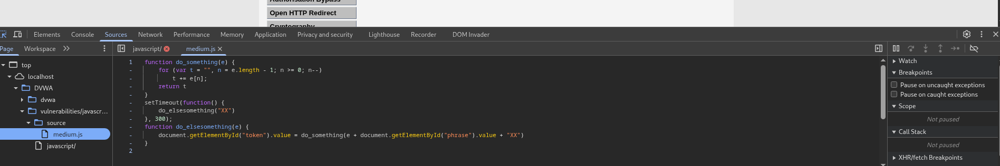 Authorisation Bypass
Open HTTP Redirect
Cryptography
Elements Console Sources Network Performance Memory Application Privacy and security Lighthouse Recorder DOM Invader
Page Workspace
javascript/ medium.js
top
localhost
DVWA
dvwa
vulnerabilities/javascr...
source
medium.js
javascript/
1 function do_something(e) {
- for (var t = "", n = e.length - 1; n >= 0; n--)
- t += e[n];
- return t
- }
- setTimeout(function() {
- do_elsesomething("XX")
- }, 300);
- function do_elsesomething(e) {
- document.getElementById("token").value = do_something(e + document.getElementById("phrase").value + "XX")
- }
2
Watch
Breakpoints
Pause on uncaught exceptions
Pause on caught exceptions
Scope
Not paused
Call Stack
Not paused
XHR/fetch Breakpoints